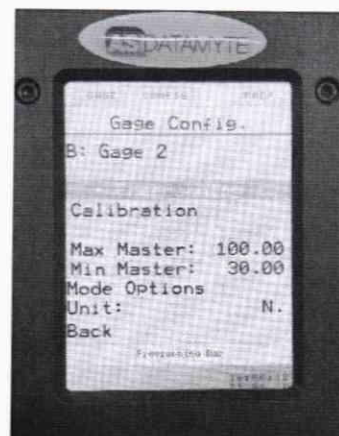 DATAMYTE
Gage Config.
B: Gage 2
Calibration
Max Master: 100.00
Min Master: 30.00
Mode Options
Unit: N.
Back